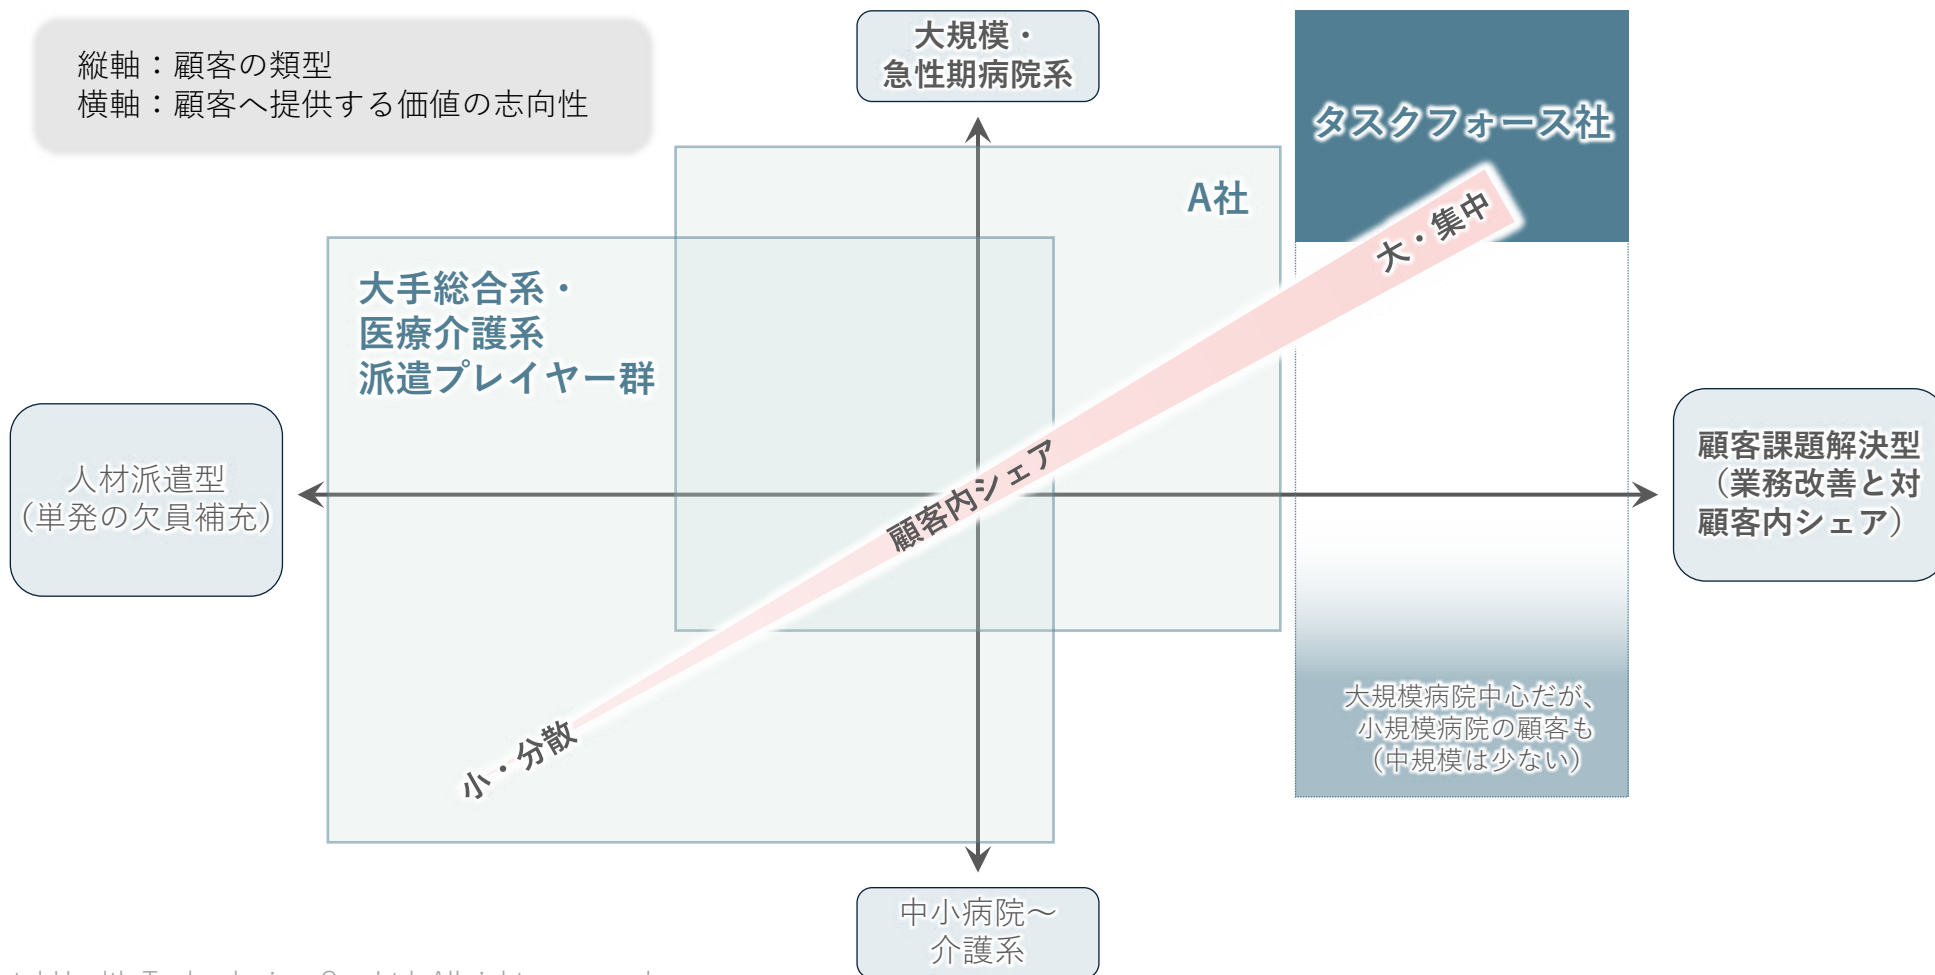 縦軸：顧客の類型
横軸：顧客へ提供する価値の志向性
大規模・
急性期病院系
タスクフォース社
A社
大・集中
大手総合系・
医療介護系
派遣プレイヤー群
人材派遣型
（単発の欠員補充）
顧客内シェア
顧客課題解決型
（業務改善と対
顧客内シェア）
小・分散
大規模病院中心だが、
小規模病院の顧客も
（中規模は少ない）
中小病院～
介護系